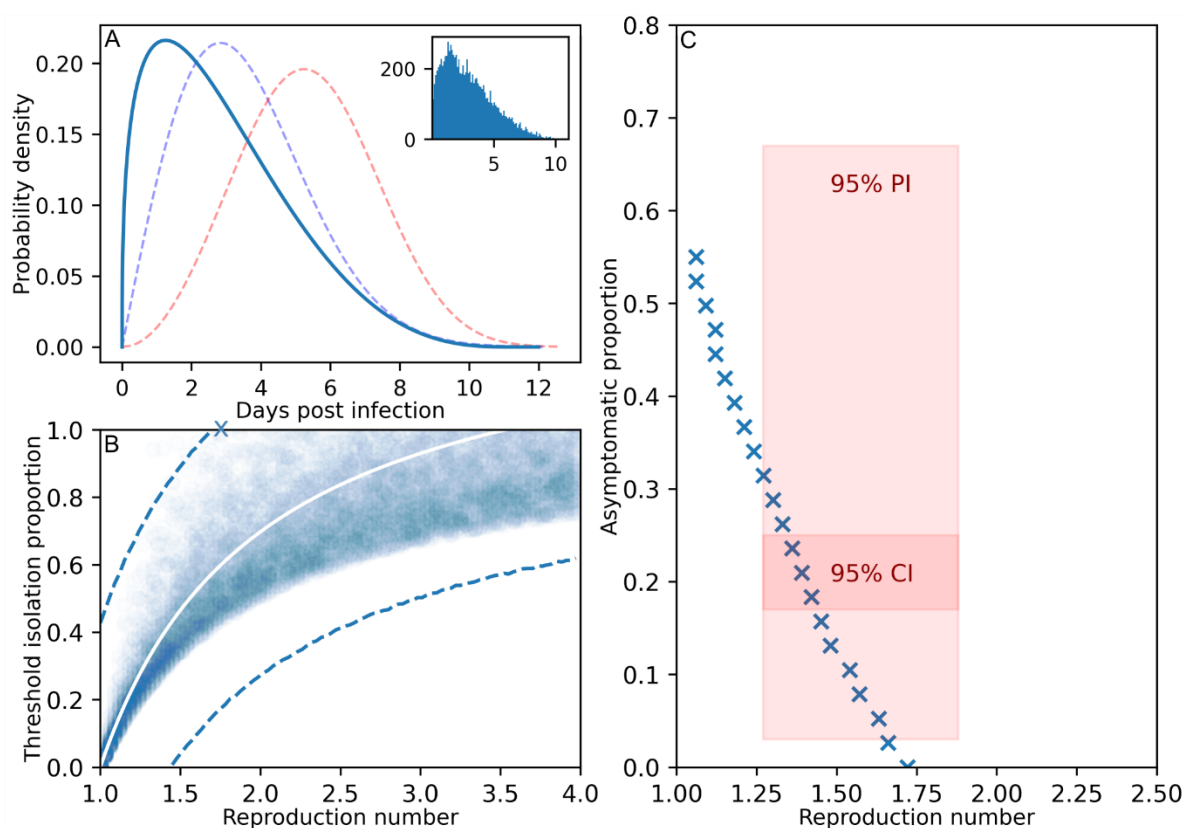 A
0.20
0.15
0.10
0.05
0.00
Probability density
0 2 4 6 8 10 12
Days post infection
200
0
5 10
B
1.0
0.8
0.6
0.4
0.2
0.0
Threshold isolation proportion
1.0 1.5 2.0 2.5 3.0 3.5 4.0
Reproduction number
C
0.8
0.7
0.6
0.5
0.4
0.3
0.2
0.1
0.0
Asymptomatic proportion
95% PI
95% CI
1.00 1.25 1.50 1.75 2.00 2.25 2.50
Reproduction number